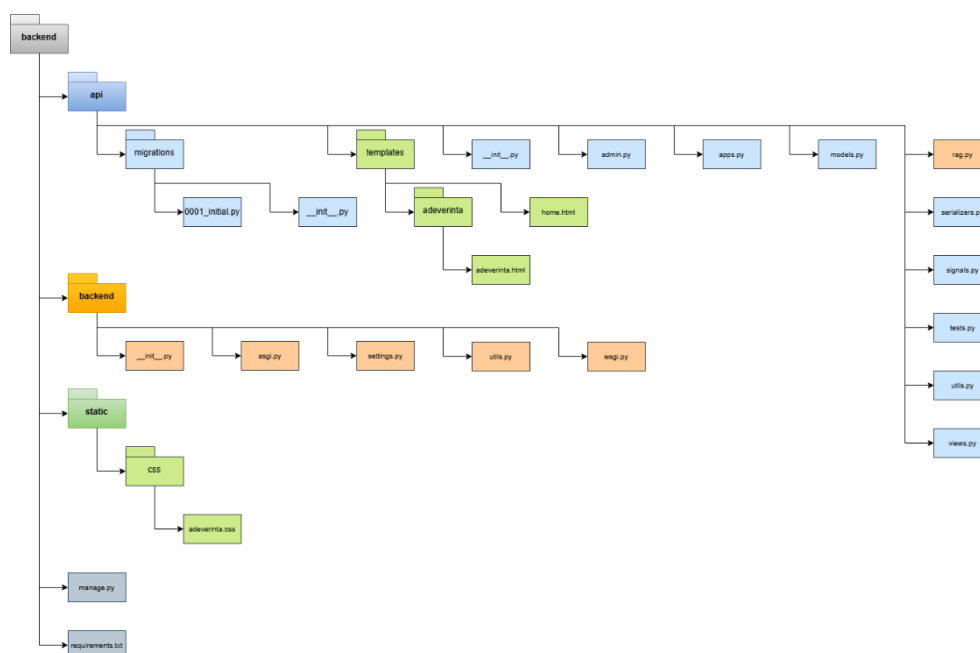 backend
api
migrations
templates
__init__.py
admin.py
apps.py
models.py
rag.py
0001_initial.py
__init__.py
adeverinta
home.html
serializers.p
adeverinta.html
signals.py
backend
tests.py
__init__.py
asgi.py
settings.py
utils.py
wsgi.py
utils.py
static
views.py
css
adeverinta.css
manage.py
requirements.txt